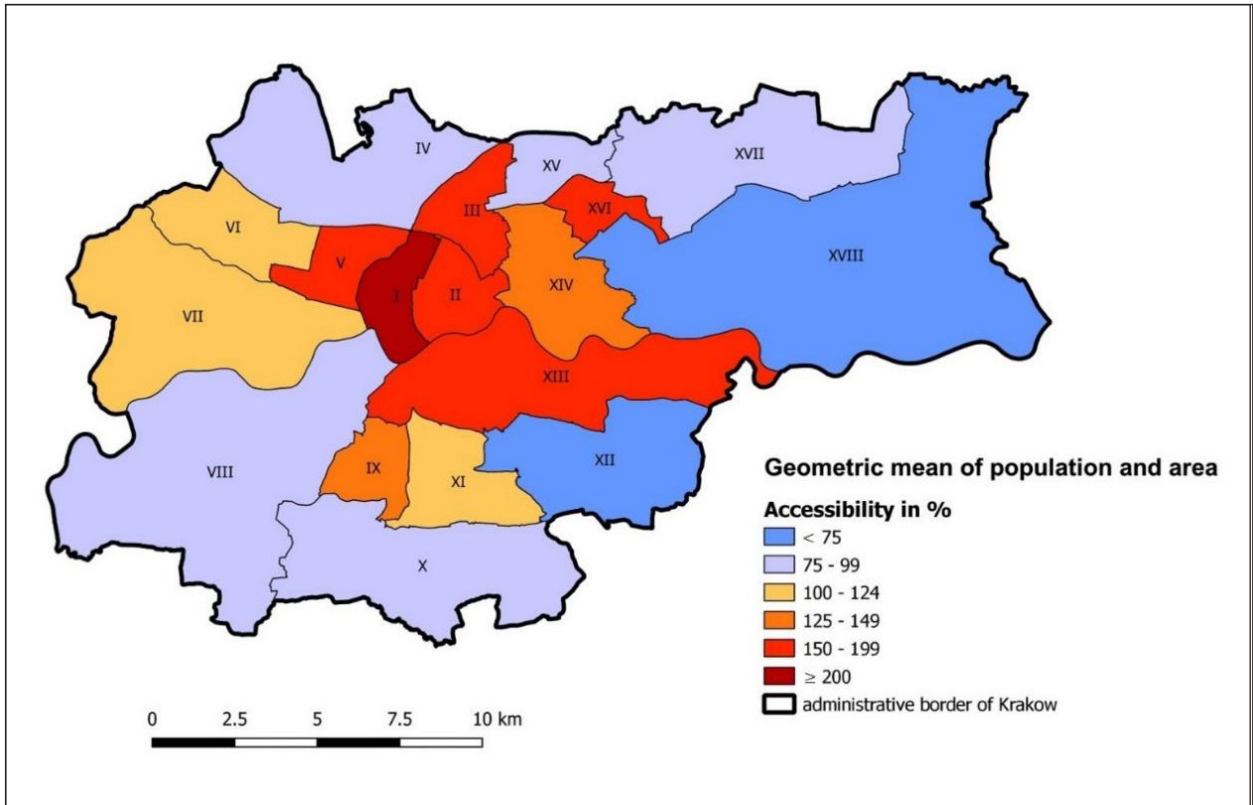 IV
XV
XVII
III
XVI
VI
V
XVIII
I
II
XIV
VII
XIII
VIII
IX
XI
XII
X
Geometric mean of population and area
Accessibility in %
< 75
75 - 99
100 - 124
125 - 149
150 - 199
≥ 200
administrative border of Krakow
0 2.5 5 7.5 10 km